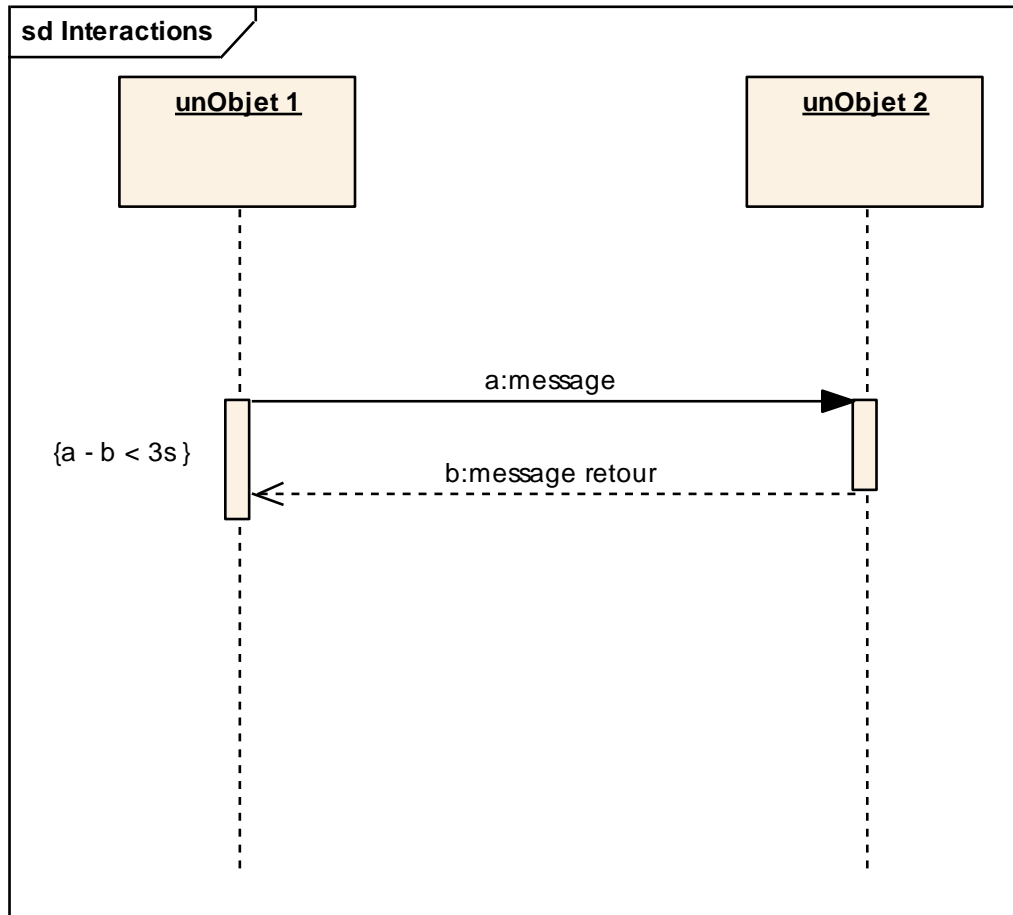 sd Interactions
unObjet 1
unObjet 2
a:message
{a - b < 3s}
b:message retour